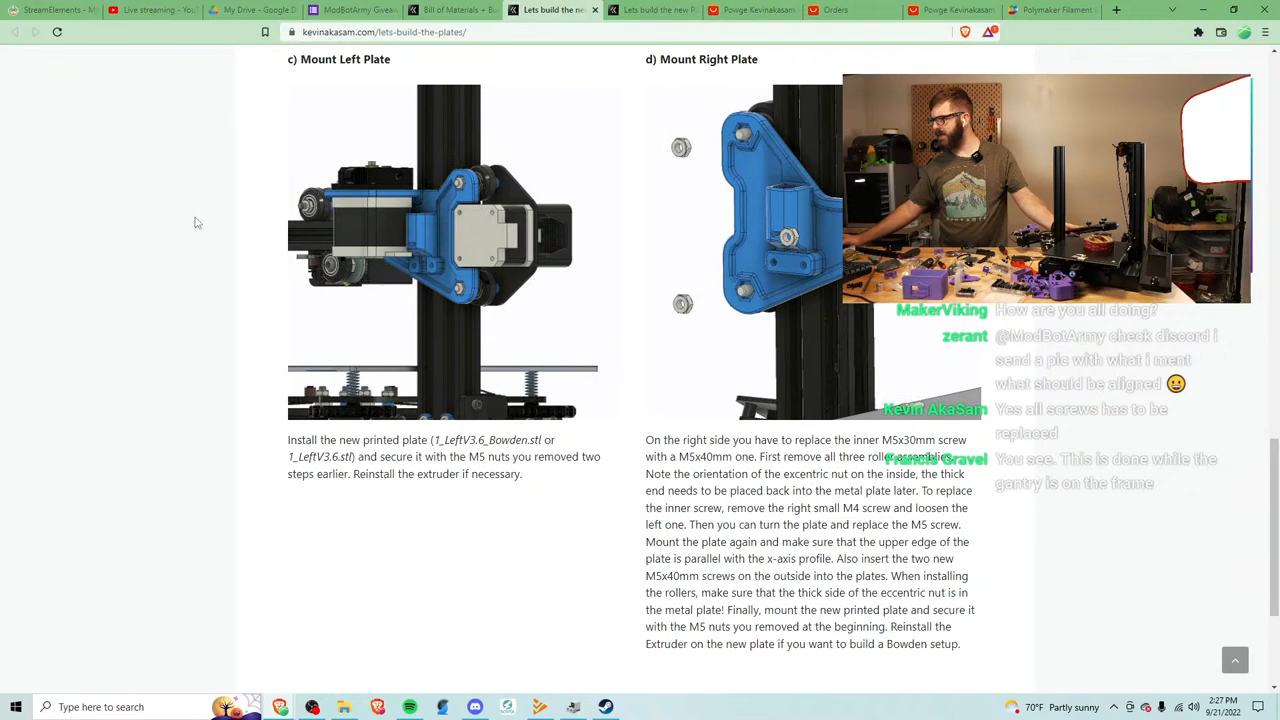 StreamElements - M
Live streaming - You
My Drive - Google D
ModBotArmy Giveaw
Bill of Materials + Bu
Lets build the ne
Lets build the new P
Powge Kevinakasam
Orders
Powge Kevinakasam
Polymaker Filament S
kevinakasam.com/lets-build-the-plates/
c) Mount Left Plate
d) Mount Right Plate
MakerViking How are you all doing?
zerant @ModBotArmy check discord i
send a pic with what i ment
what should be aligned 😀
Kevin AkaSam Yes all screws has to be
replaced
Francis Gravel You see. This is done while the
gantry is on the frame
Install the new printed plate (1_LeftV3.6_Bowden.stl or
1_LeftV3.6.stl) and secure it with the M5 nuts you removed two
steps earlier. Reinstall the extruder if necessary.
On the right side you have to replace the inner M5x30mm screw
with a M5x40mm one. First remove all three roller assemblies.
Note the orientation of the excentric nut on the inside, the thick
end needs to be placed back into the metal plate later. To replace
the inner screw, remove the right small M4 screw and loosen the
left one. Then you can turn the plate and replace the M5 screw.
Mount the plate again and make sure that the upper edge of the
plate is parallel with the x-axis profile. Also insert the two new
M5x40mm screws on the outside into the plates. When installing
the rollers, make sure that the thick side of the eccentric nut is in
the metal plate! Finally, mount the new printed plate and secure it
with the M5 nuts you removed at the beginning. Reinstall the
Extruder on the new plate if you want to build a Bowden setup.
Type here to search
70°F Partly sunny
2:27 PM
9/21/2022